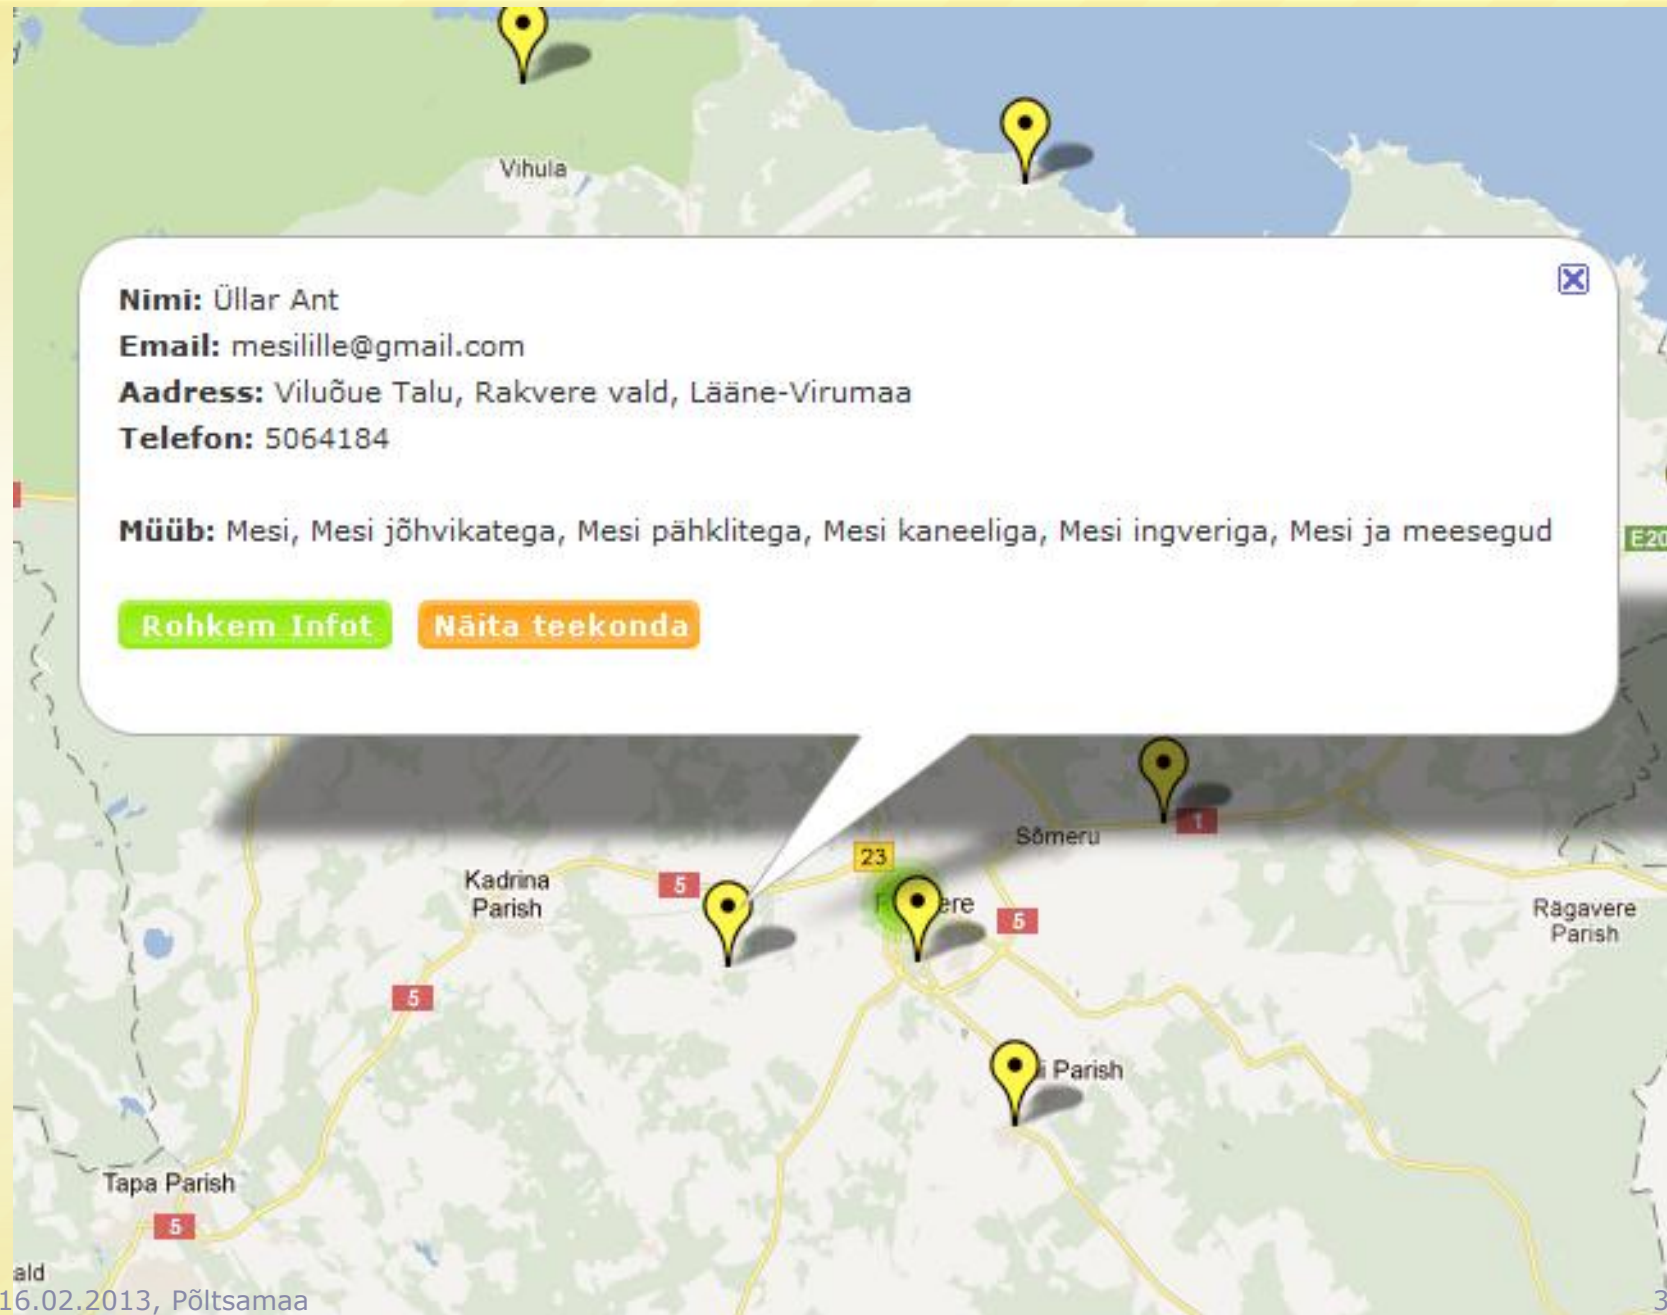 Vihula
Nimi: Üllar Ant
Email: mesilille@gmail.com
Aadress: Viluõue Talu, Rakvere vald, Lääne-Virumaa
Telefon: 5064184
Müüb: Mesi, Mesi jõhvikatega, Mesi pähklitega, Mesi kaneeliga, Mesi ingveriga, Mesi ja meesegud
E20
Rohkem Infot
Näita teekonda
1
Sõmeru
23
Kadrina
Parish
5
5
Rägavere
Parish
5
Parish
Tapa Parish
5
ald
16.02.2013, Põltsamaa
3